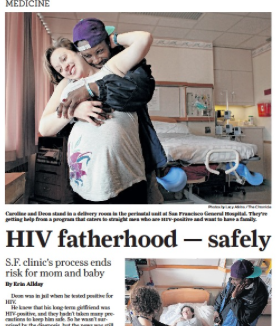 MEDICINE
Photos by Lacy Atkins / The Chronicle
Caroline and Deon stand in a delivery room in the perinatal unit at San Francisco General Hospital. They're
getting help from a program that caters to straight men who are HIV-positive and want to have a family.
HIV fatherhood — safely
S.F. clinic's process ends
risk for mom and baby
By Erin Allday
Deon was in jail when he tested positive for
HIV.
He knew that his long-term girlfriend was
HIV-positive, and they hadn't taken many pre-
cautions to keep him safe. So he wasn't sur-
prised by the diagnosis, but the news was still